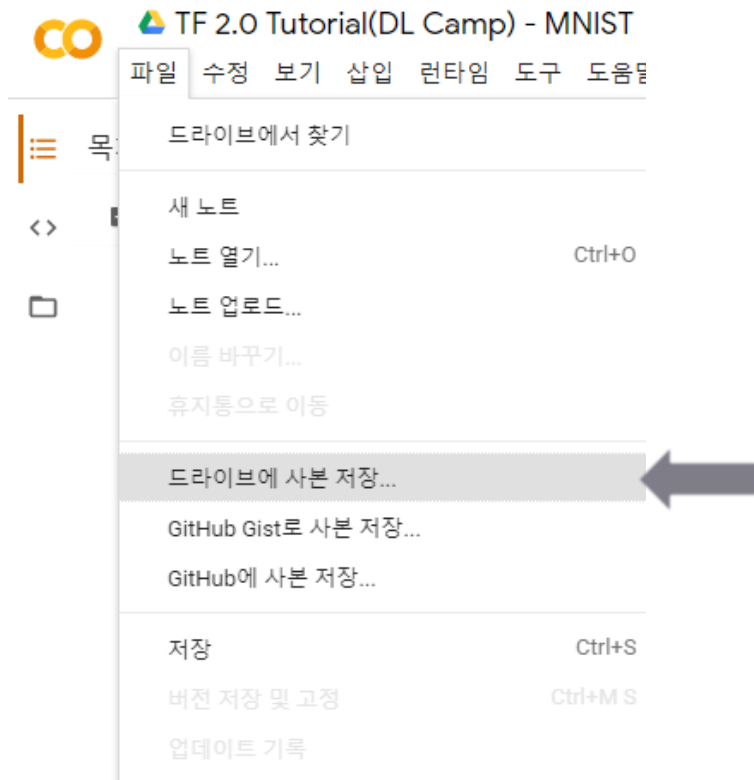 TF 2.0 Tutorial(DL Camp) - MNIST
파일 수정 보기 삽입 런타임 도구 도움말
목
드라이브에서 찾기
새 노트
노트 열기... Ctrl+O
노트 업로드...
이름 바꾸기...
휴지통으로 이동
드라이브에 사본 저장...
GitHub Gist로 사본 저장...
GitHub에 사본 저장...
저장 Ctrl+S
버전 저장 및 고정 Ctrl+M S
업데이트 기록